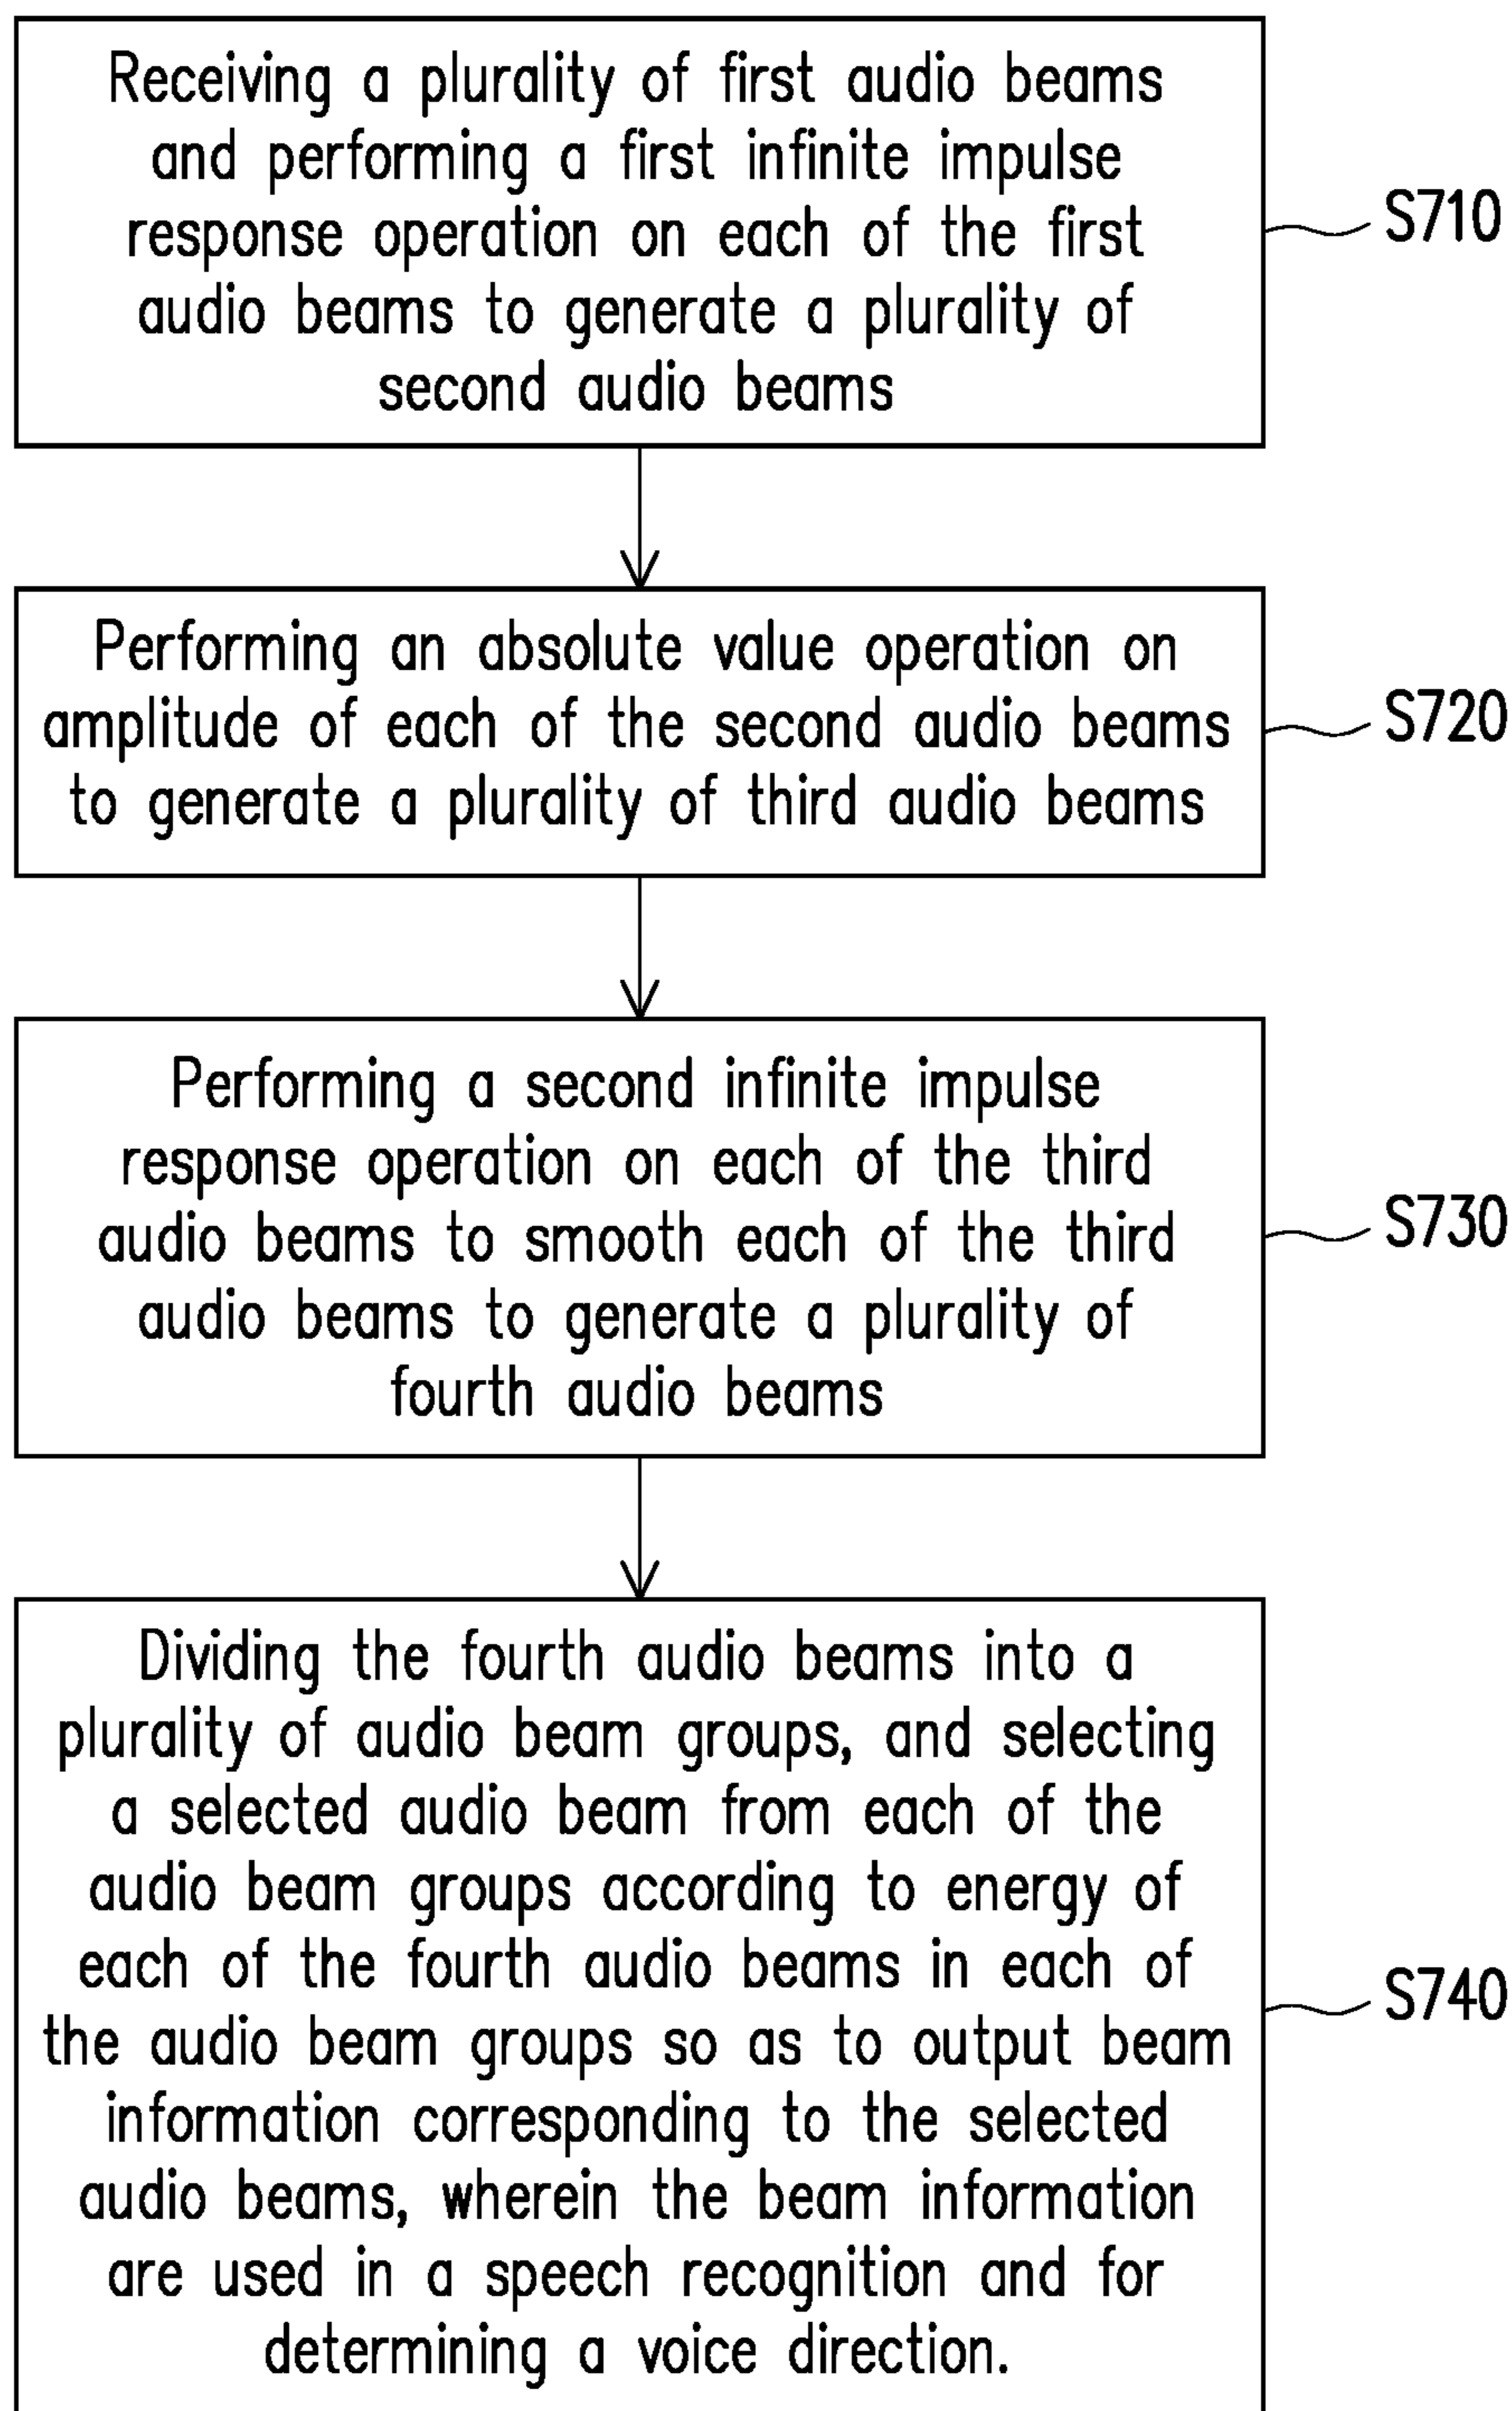 Receiving a plurality of first audio beams
and performing a first infinite impulse
response operation on each of the first
audio beams to generate a plurality of
second audio beams
S710
Performing an absolute value operation on
amplitude of each of the second audio beams
to generate a plurality of third audio beams
S720
Performing a second infinite impulse
response operation on each of the third
audio beams to smooth each of the third
audio beams to generate a plurality of
fourth audio beams
S730
Dividing the fourth audio beams into a
plurality of audio beam groups, and selecting
a selected audio beam from each of the
audio beam groups according to energy of
each of the fourth audio beams in each of
the audio beam groups so as to output beam
information corresponding to the selected
audio beams, wherein the beam information
are used in a speech recognition and for
determining a voice direction.
S740